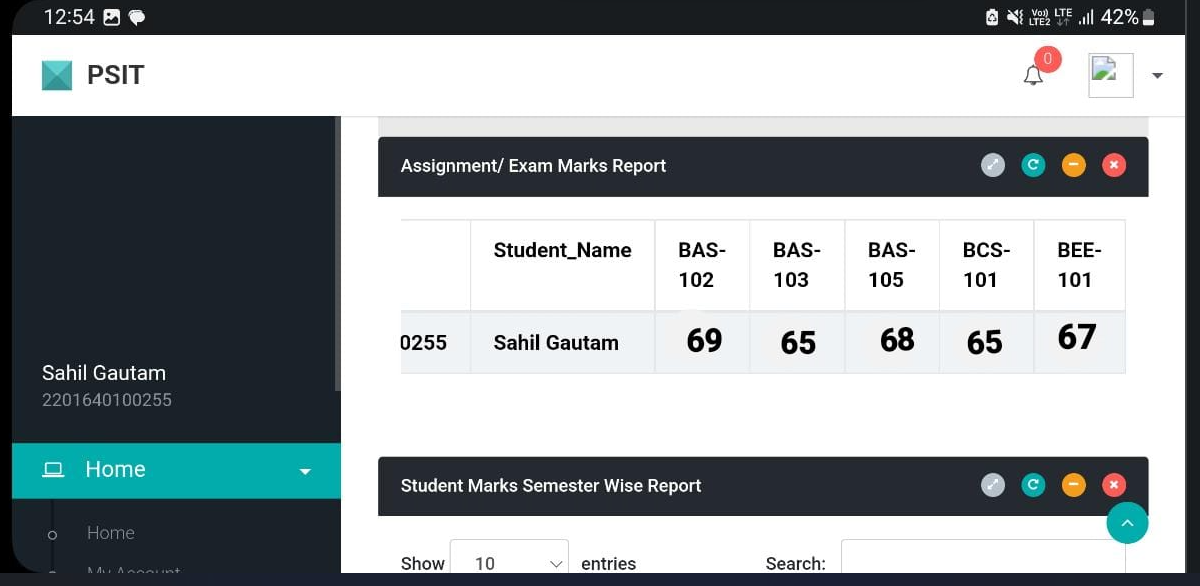 12:54 Vo)) LTE LTE2 42%
PSIT
0
Assignment/ Exam Marks Report
Student_Name BAS-102 BAS-103 BAS-105 BCS-101 BEE-101
0255 Sahil Gautam 69 65 68 65 67
Sahil Gautam
2201640100255
Home
Home
My Account
Student Marks Semester Wise Report
Show 10 entries Search: